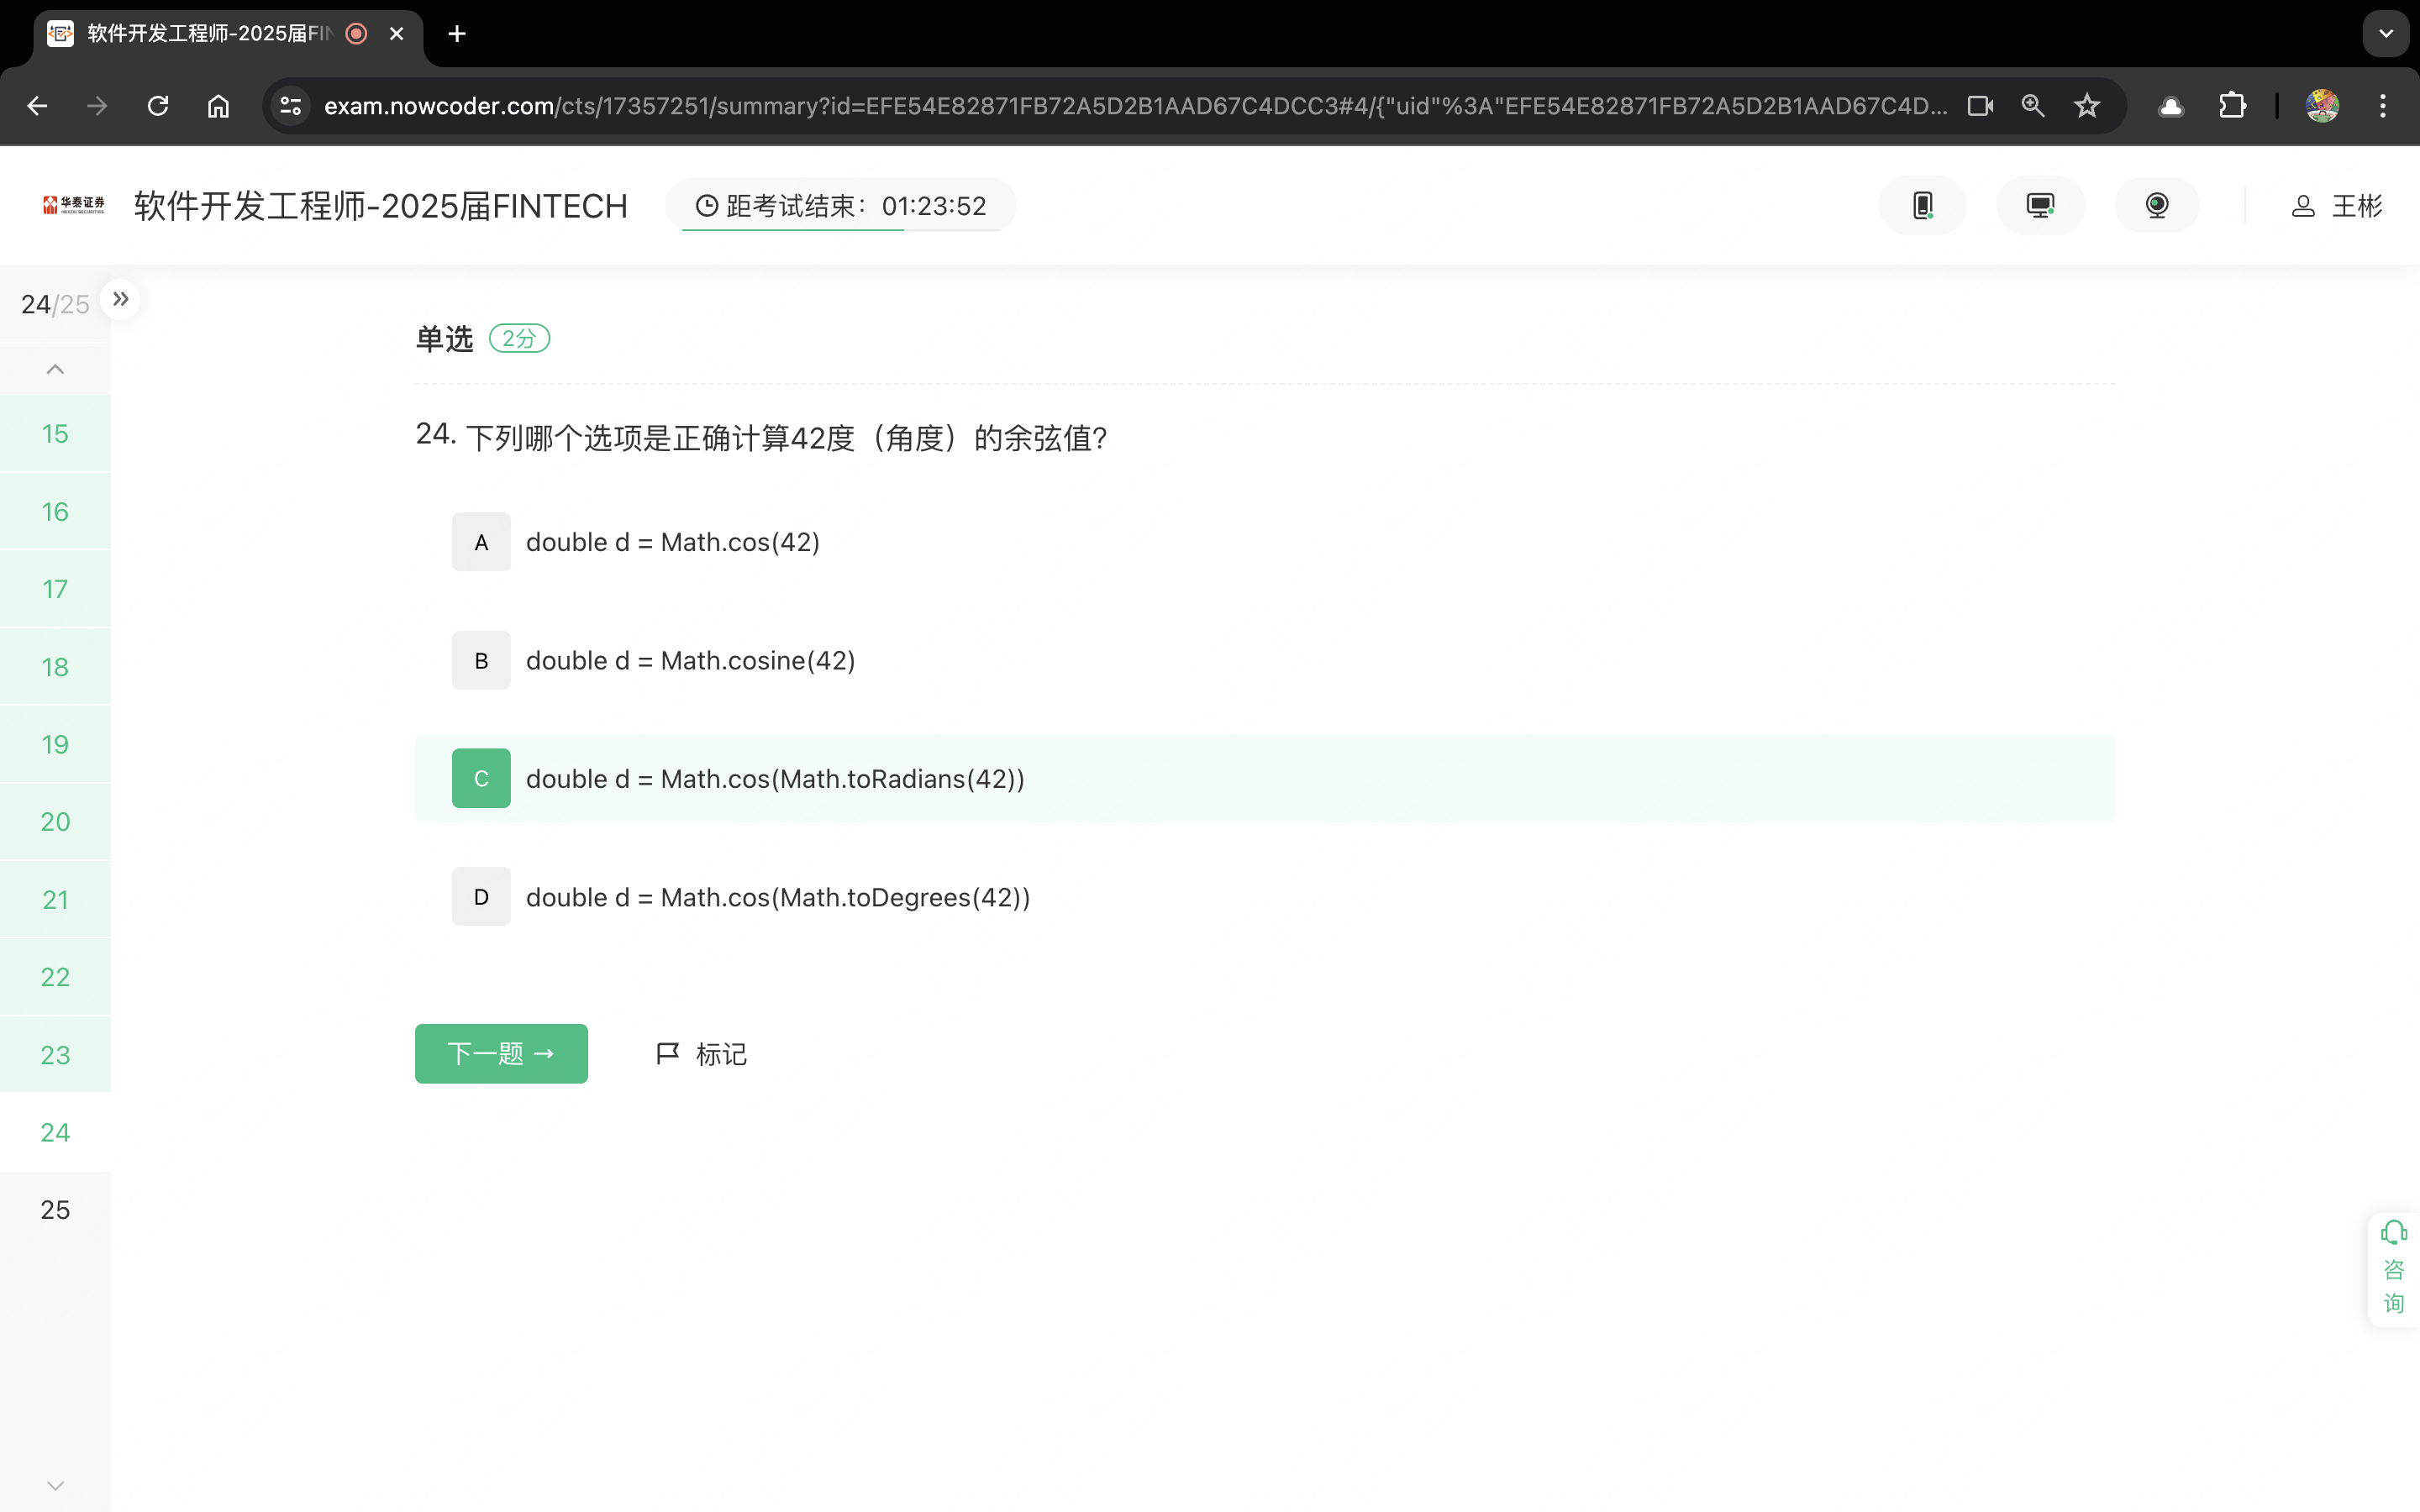 软件开发工程师-2025届FIN
exam.nowcoder.com/cts/17357251/summary?id=EFE54E82871FB72A5D2B1AAD67C4DCC3#4/{"uid"%3A"EFE54E82871FB72A5D2B1AAD67C4D...
华泰证券
HUATAI SECURITIES
软件开发工程师-2025届FINTECH
距考试结束：01:23:52
王彬
24/25
单选 2分
24. 下列哪个选项是正确计算42度（角度）的余弦值?
A double d = Math.cos(42)
B double d = Math.cosine(42)
C double d = Math.cos(Math.toRadians(42))
D double d = Math.cos(Math.toDegrees(42))
下一题 →
标记
15
16
17
18
19
20
21
22
23
24
25
咨
询